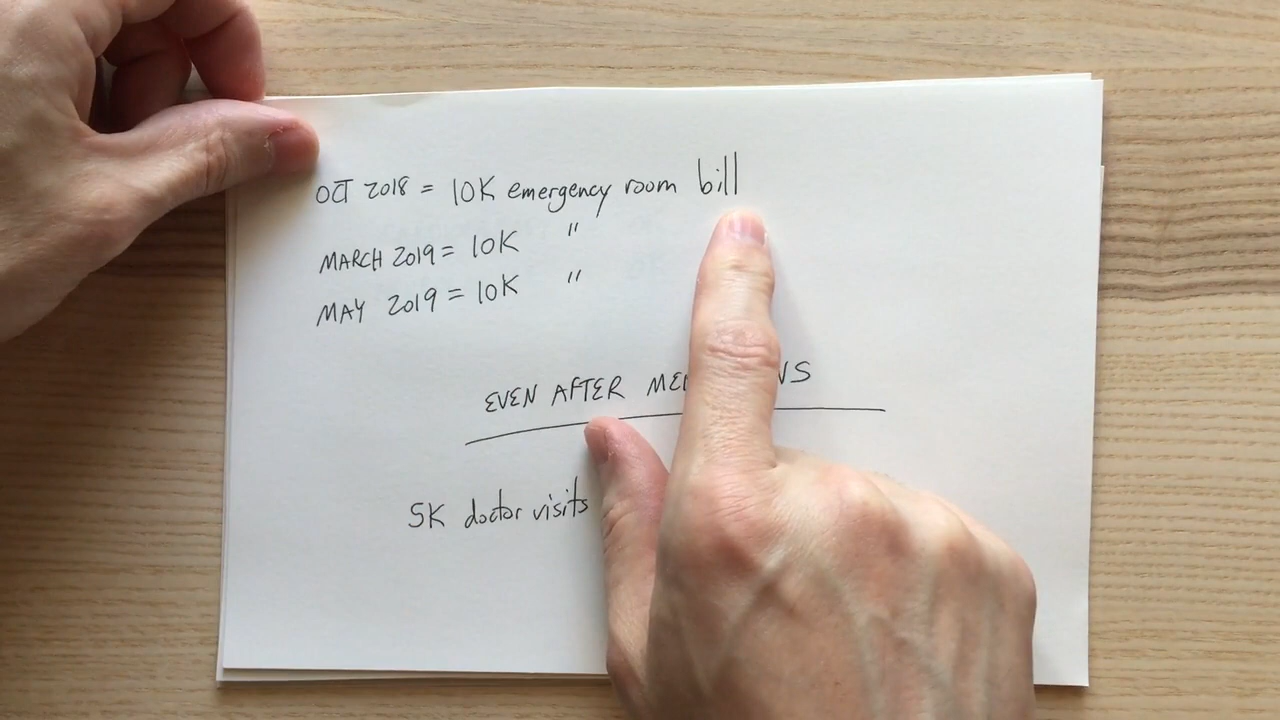 OCT 2018 = 10K emergency room bill
MARCH 2019 = 10K "
MAY 2019 = 10K "
EVEN AFTER
5K doctor visits